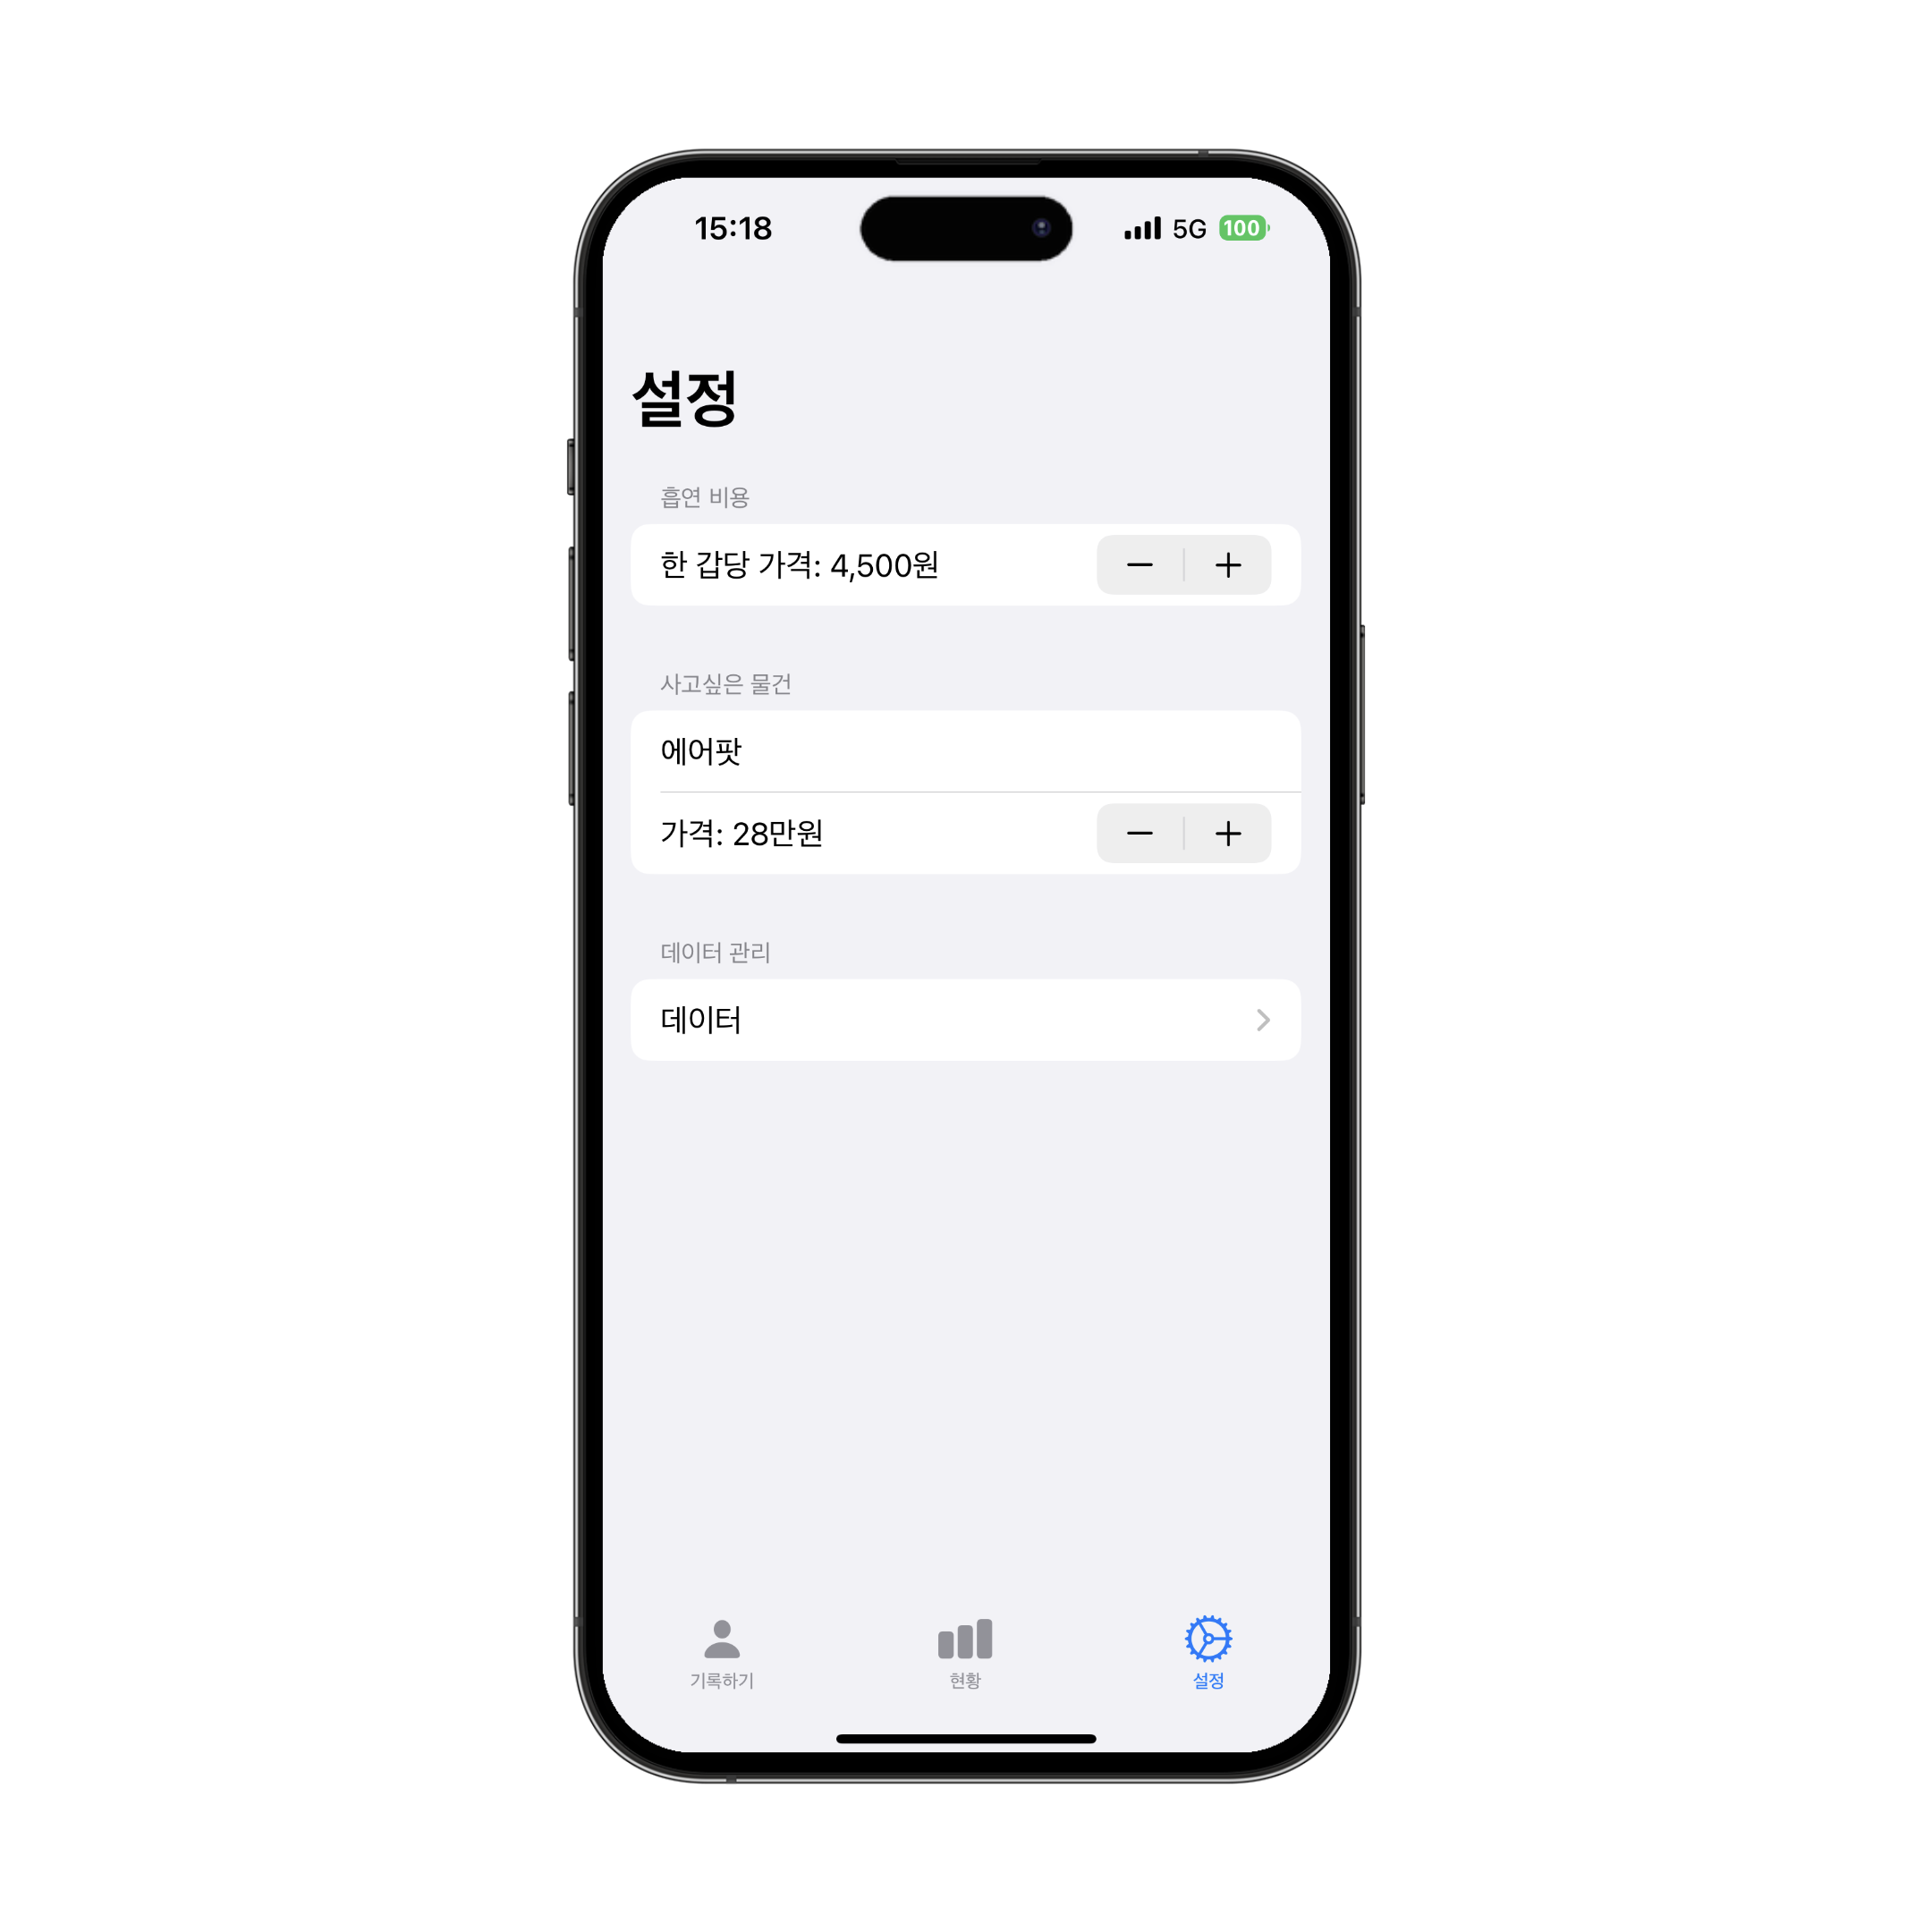 15:18 5G 100
설정
흡연 비용
한 갑당 가격: 4,500원
사고싶은 물건
에어팟
가격: 28만원
데이터 관리
데이터
기록하기 현황 설정